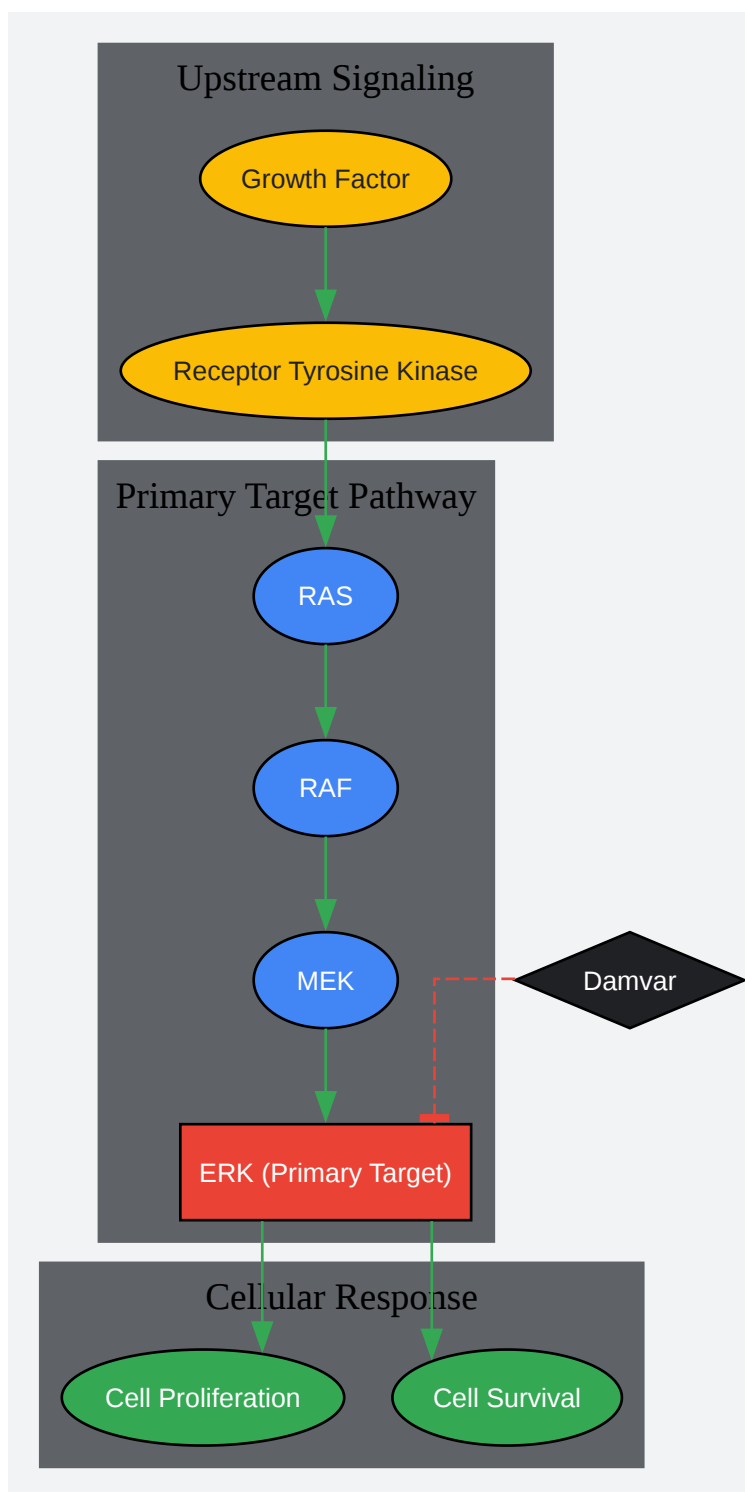 Upstream Signaling
Growth Factor
Receptor Tyrosine Kinase
Primary Target Pathway
RAS
RAF
MEK
Damvar
ERK (Primary Target)
Cellular Response
Cell Proliferation
Cell Survival